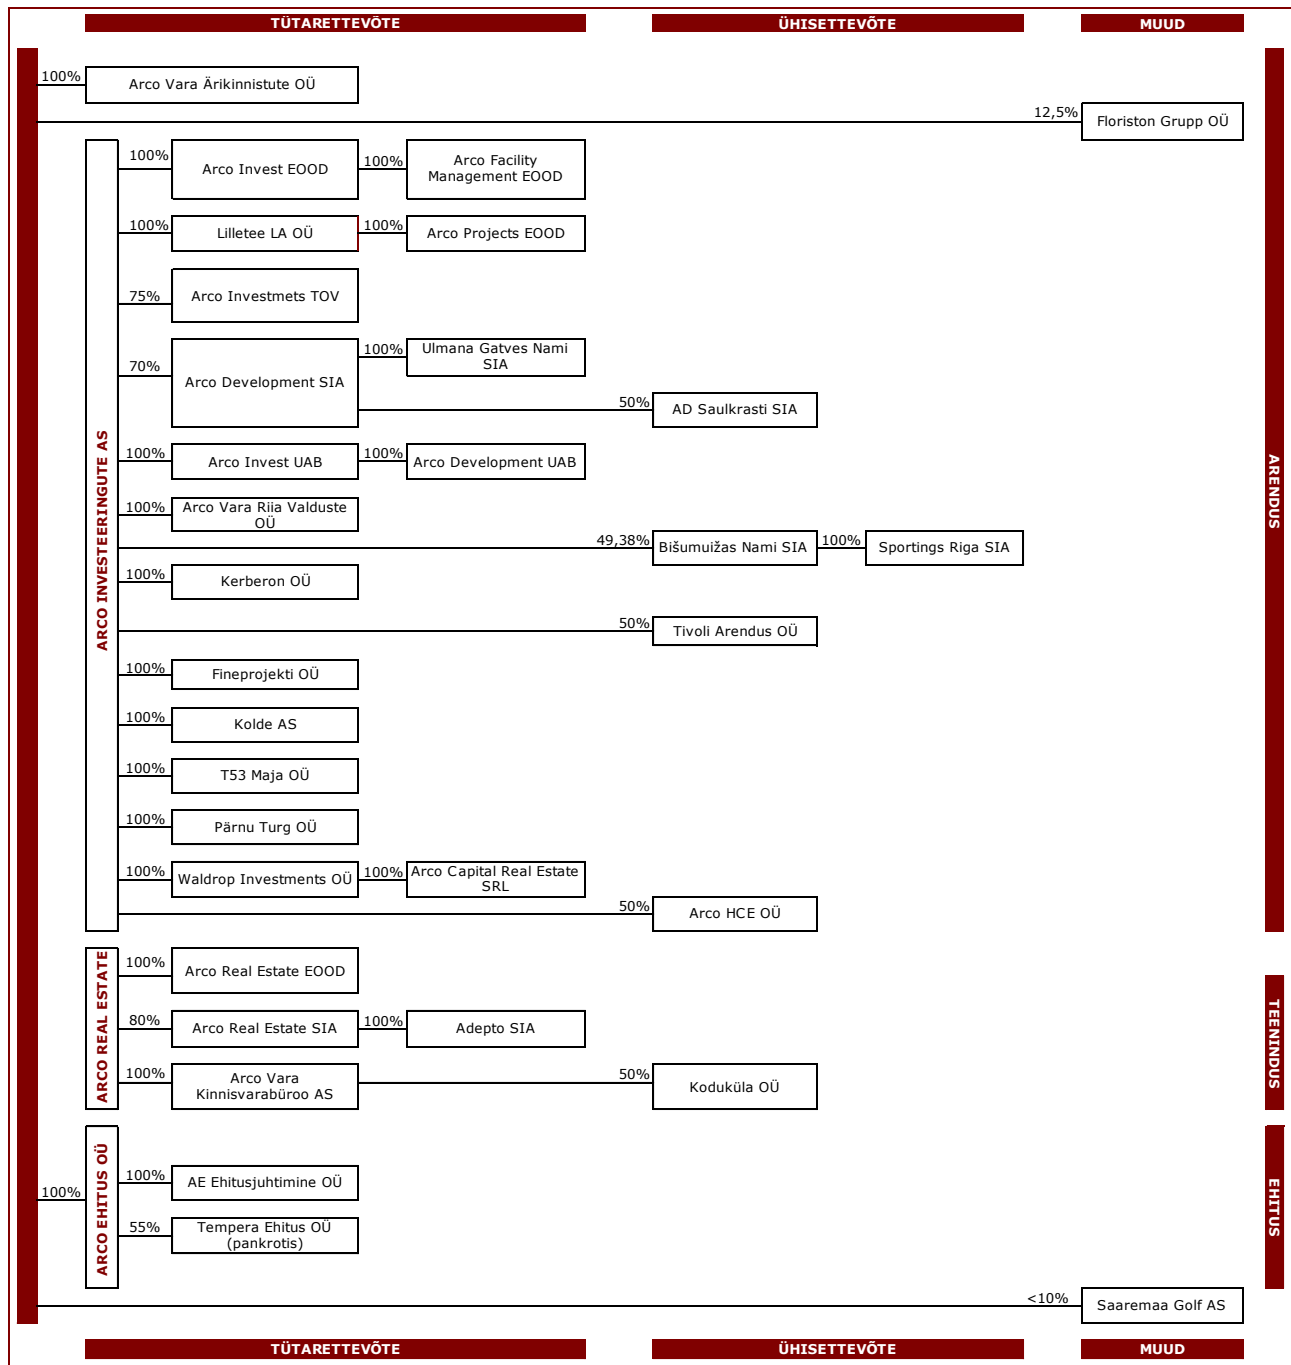 TÜTARETTEVÕTE
ÜHISETTEVÕTE
MUUD
100%
Arco Vara Ärikinnistute OÜ
12,5%
Floriston Grupp OÜ
ARCO INVESTEERINGUTE AS
ARENDUS
100%
Arco Invest EOOD
100%
Arco Facility
Management EOOD
100%
Lilletee LA OÜ
100%
Arco Projects EOOD
75%
Arco Investmets TOV
70%
Arco Development SIA
100%
Ulmana Gatves Nami
SIA
50%
AD Saulkrasti SIA
100%
Arco Invest UAB
100%
Arco Development UAB
100%
Arco Vara Riia Valduste
OÜ
49,38%
Bišumuižas Nami SIA
100%
Sportings Riga SIA
100%
Kerberon OÜ
50%
Tivoli Arendus OÜ
100%
Fineprojekti OÜ
100%
Kolde AS
100%
T53 Maja OÜ
100%
Pärnu Turg OÜ
100%
Waldrop Investments OÜ
100%
Arco Capital Real Estate
SRL
50%
Arco HCE OÜ
ARCO REAL ESTATE
TEENINDUS
100%
Arco Real Estate EOOD
80%
Arco Real Estate SIA
100%
Adepto SIA
100%
Arco Vara
Kinnisvarabüroo AS
50%
Koduküla OÜ
100%
ARCO EHITUS OÜ
EHITUS
100%
AE Ehitusjuhtimine OÜ
55%
Tempera Ehitus OÜ
(pankrotis)
<10%
Saaremaa Golf AS
TÜTARETTEVÕTE
ÜHISETTEVÕTE
MUUD